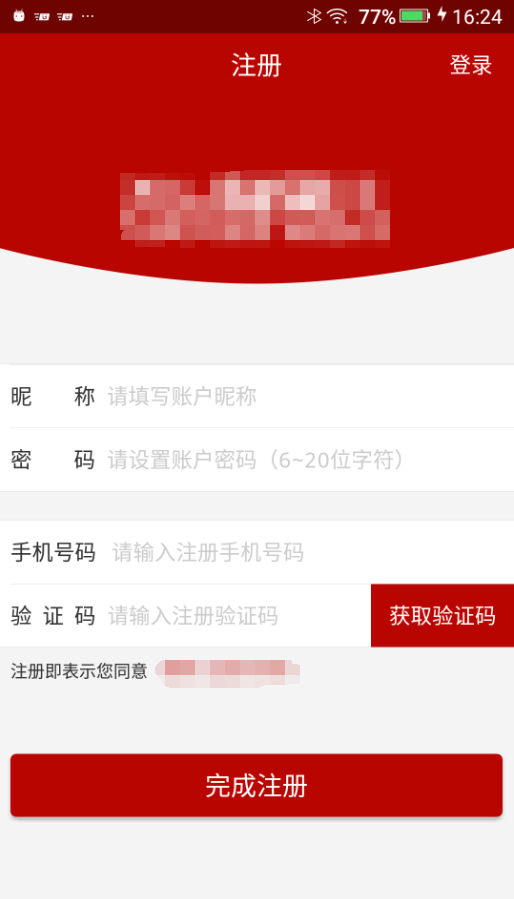 77% 16:24
注册 登录
昵 称 请填写账户昵称
密 码 请设置账户密码（6~20位字符）
手机号码 请输入注册手机号码
验 证 码 请输入注册验证码 获取验证码
注册即表示您同意
完成注册